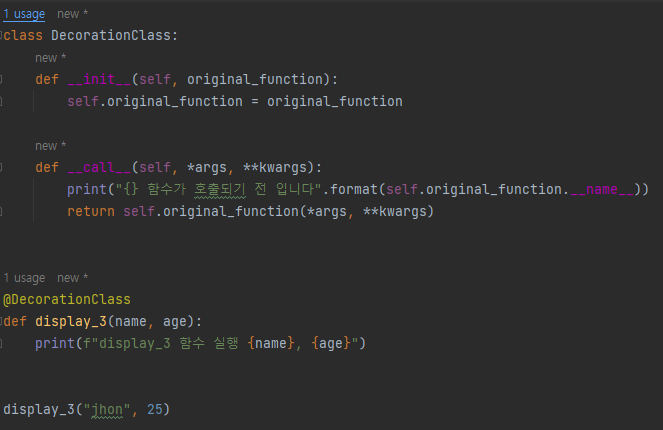 1 usage new *
class DecorationClass:
new *
def __init__(self, original_function):
self.original_function = original_function
new *
def __call__(self, *args, **kwargs):
print("{} 함수가 호출되기 전 입니다".format(self.original_function.__name__))
return self.original_function(*args, **kwargs)
1 usage new *
@DecorationClass
def display_3(name, age):
print(f"display_3 함수 실행 {name}, {age}")
display_3("jhon", 25)